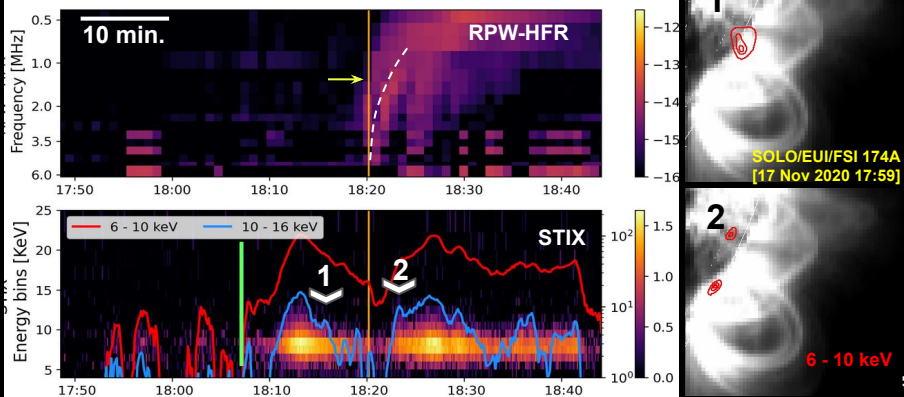 10 min.
RPW-HFR
Frequency [MHz]
0.5
1.0
2.0
3.5
6.0
17:50 18:00 18:10 18:20 18:30 18:40
−12
−13
−14
−15
−16
1
SOLO/EUI/FSI 174A
[17 Nov 2020 17:59]
6 - 10 keV 10 - 16 keV
STIX
Energy bins [KeV]
25
20
15
10
5
1 2
10²
10¹
10⁰
1.5
1.0
0.5
0.0
17:50 18:00 18:10 18:20 18:30 18:40
2
6 - 10 keV